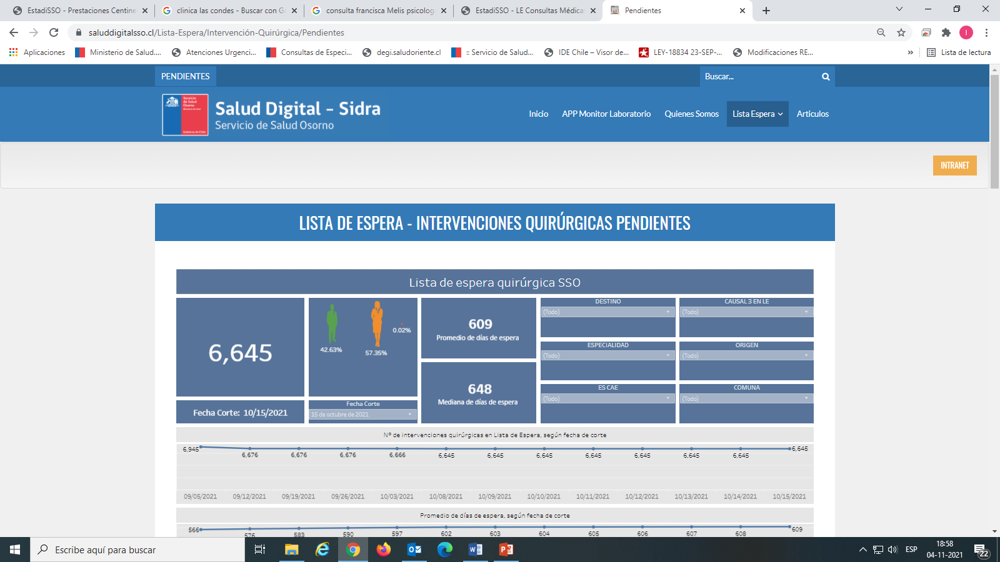 EstadiSSO - Prestaciones Centine
clinica las condes - Buscar con Go
consulta francisca Melis psicolog
EstadiSSO - LE Consultas Médica
Pendientes
saluddigitalsso.cl/Lista-Espera/Intervención-Quirúrgica/Pendientes
I
Aplicaciones
Ministerio de Salud....
Atenciones Urgenci...
Consultas de Especi...
degi.saludoriente.cl
:: Servicio de Salud...
IDE Chile – Visor de...
LEY-18834 23-SEP-...
Modificaciones RE...
»
Lista de lectura
PENDIENTES
Buscar...
Servicio de Salud Osorno
Gobierno de Chile
Salud Digital – Sidra
Servicio de Salud Osorno
Inicio
APP Monitor Laboratorio
Quienes Somos
Lista Espera
Articulos
INTRANET
LISTA DE ESPERA - INTERVENCIONES QUIRÚRGICAS PENDIENTES
Lista de espera quirúrgica SSO
6,645
Fecha Corte: 10/15/2021
42.63%
57.35%
0.02%
Fecha Corte
15 de octubre de 2021
609
Promedio de días de espera
648
Mediana de días de espera
DESTINO
(Todo)
CAUSAL 3 EN LE
(Todo)
ESPECIALIDAD
(Todo)
ORIGEN
(Todo)
ES CAE
(Todo)
COMUNA
(Todo)
Nº de intervenciones quirúrgicas en Lista de Espera, según fecha de corte
6,945 6,676 6,676 6,676 6,666 6,645 6,645 6,645 6,645 6,645 6,645 6,645 6,645
09/05/2021 09/12/2021 09/19/2021 09/26/2021 10/03/2021 10/08/2021 10/09/2021 10/10/2021 10/11/2021 10/12/2021 10/13/2021 10/14/2021 10/15/2021
Promedio de días de espera, según fecha de corte
566 576 583 590 597 602 603 604 605 606 607 608 609
Escribe aquí para buscar
ESP
18:58
04-11-2021
22